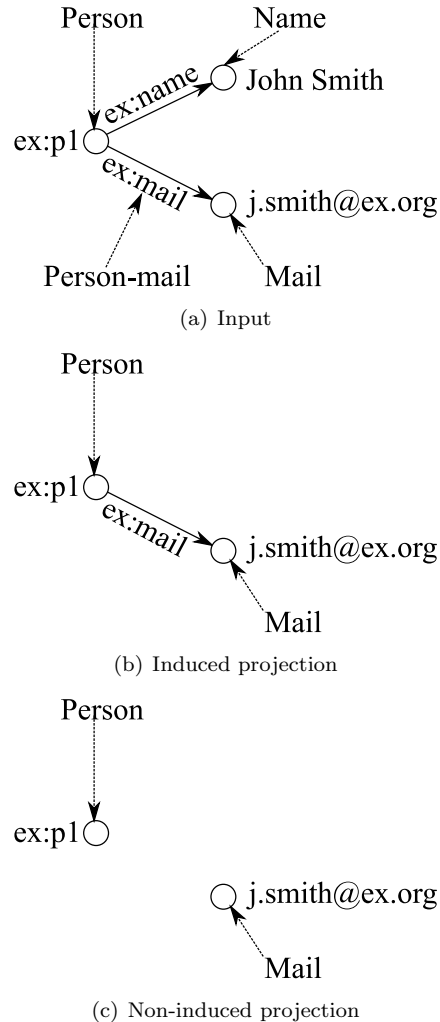 Person Name
ex:name
John Smith
ex:p1
ex:mail
j.smith@ex.org
Person-mail Mail
(a) Input
Person
ex:p1
ex:mail
j.smith@ex.org
Mail
(b) Induced projection
Person
ex:p1
j.smith@ex.org
Mail
(c) Non-induced projection